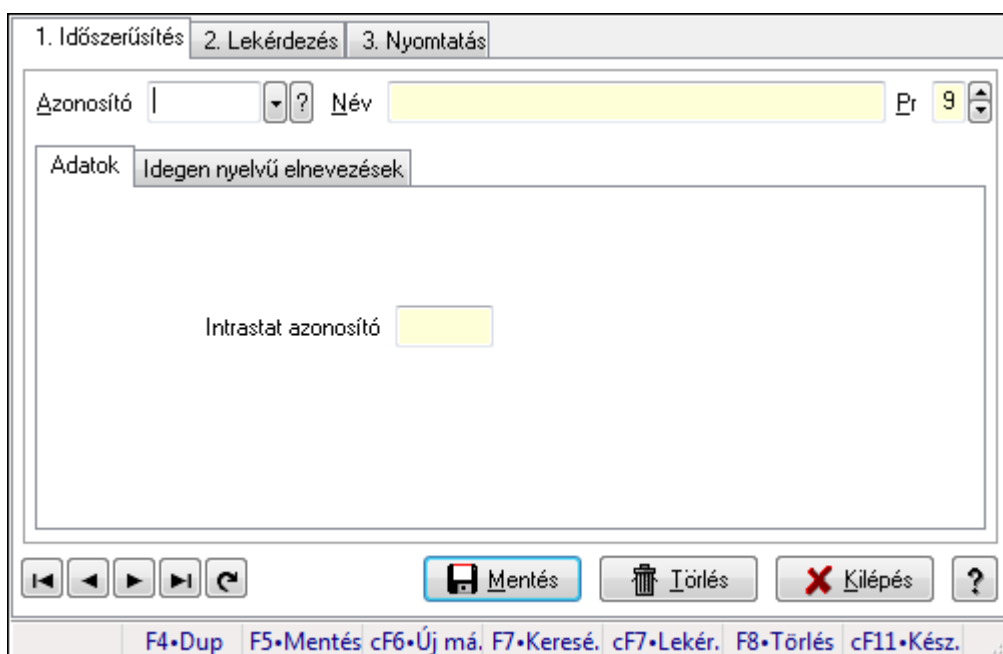 1. Időszerűsítés 2. Lekérdezés 3. Nyomtatás
Azonosító ? Név Pr 9
Adatok Idegen nyelvű elnevezések
Intrastat azonosító
Mentés Törlés Kilépés ?
F4•Dup F5•Mentés cF6•Új má. F7•Keresé. cF7•Lekér. F8•Törlés cF11•Kész.